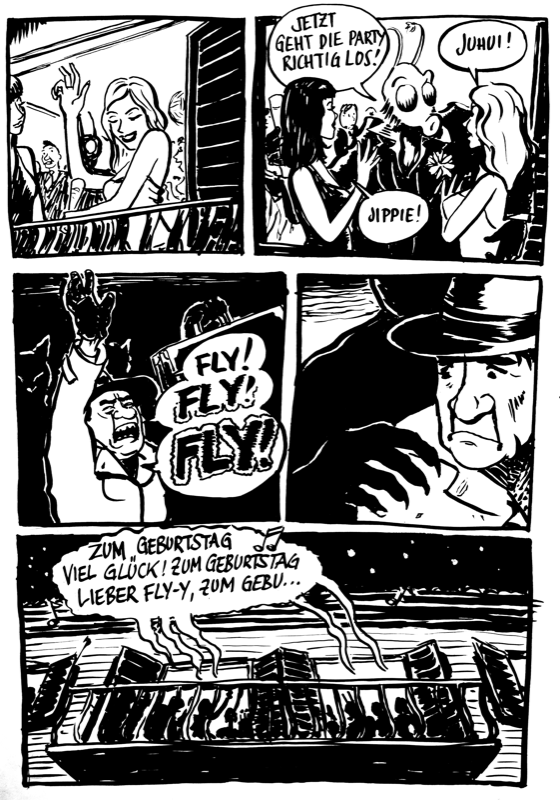 JETZT
GEHT DIE PARTY
RICHTIG LOS!
JUHUI!
JIPPIE!
FLY!
FLY!
FLY!
ZUM GEBURTSTAG
VIEL GLÜCK! ZUM GEBURTSTAG
LIEBER FLY-Y, ZUM GEBU...